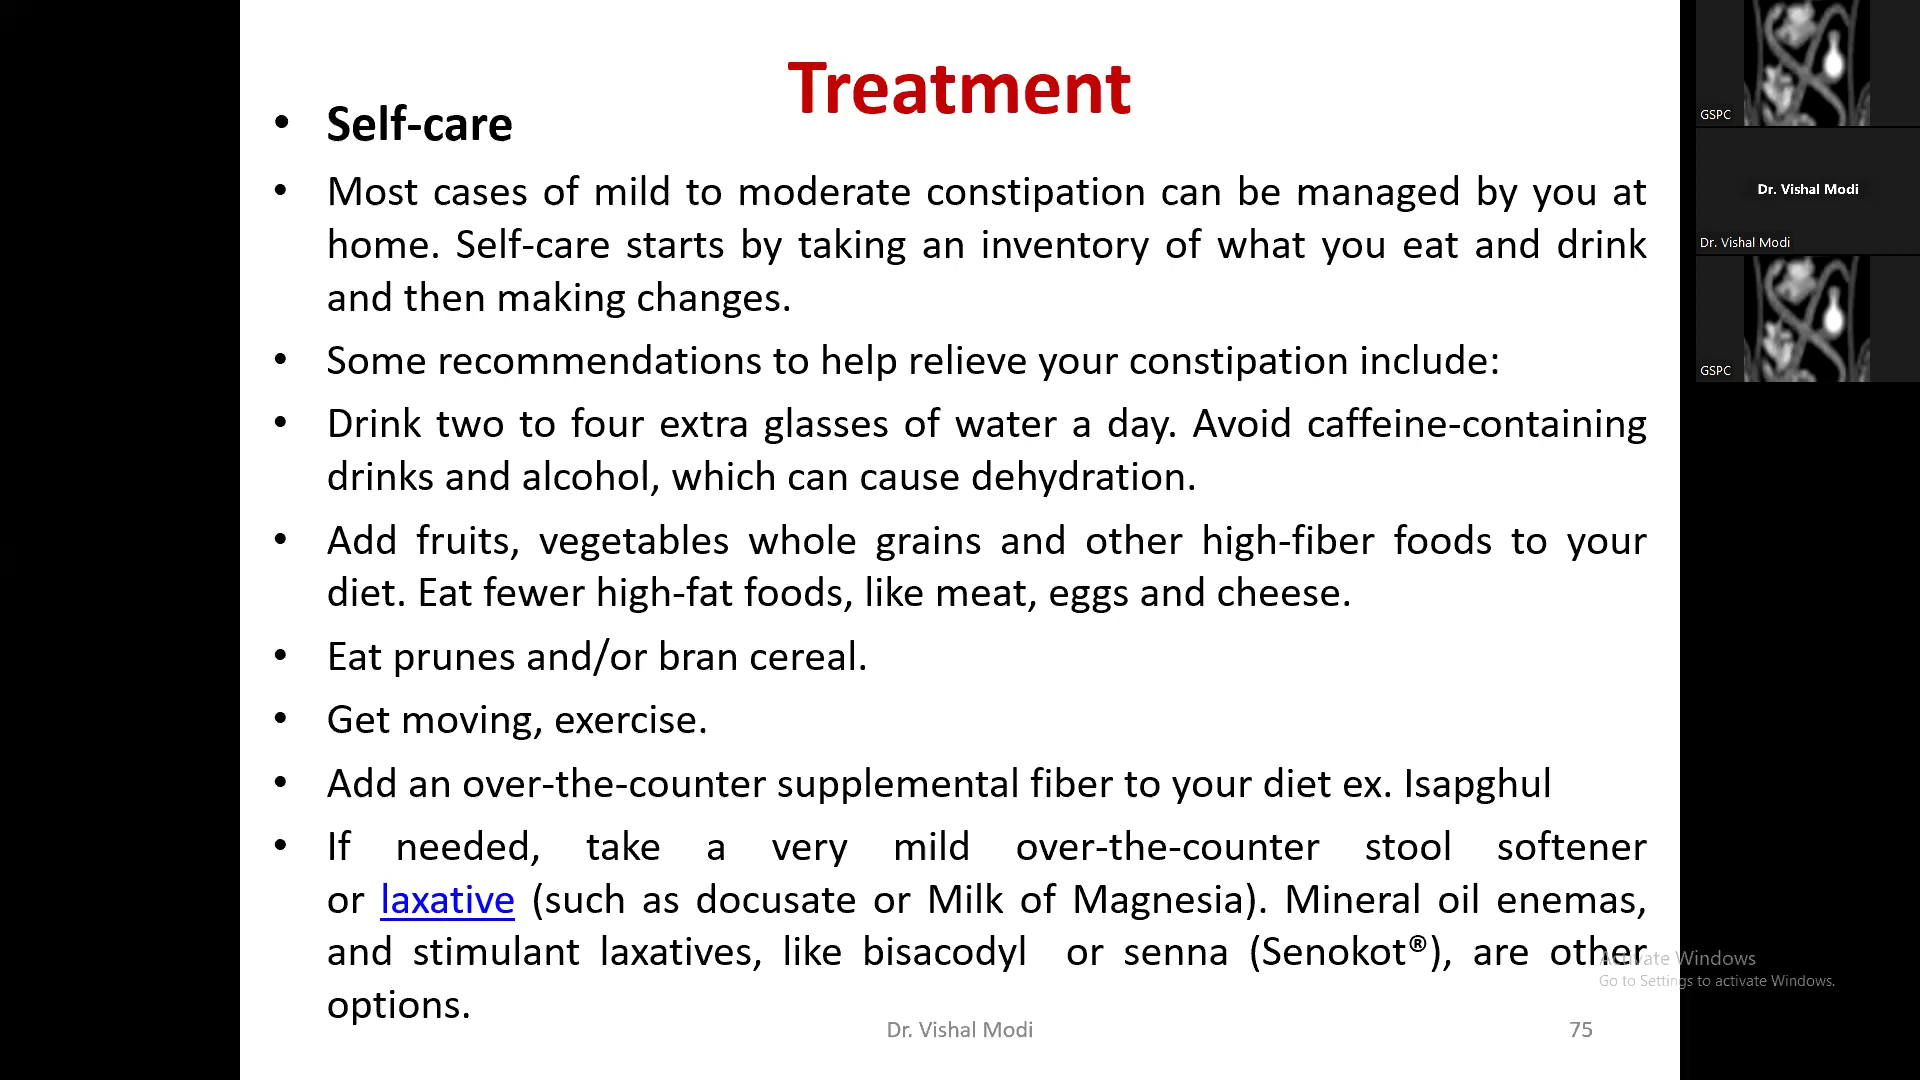 Treatment
• Self-care
• Most cases of mild to moderate constipation can be managed by you at
home. Self-care starts by taking an inventory of what you eat and drink
and then making changes.
• Some recommendations to help relieve your constipation include:
• Drink two to four extra glasses of water a day. Avoid caffeine-containing
drinks and alcohol, which can cause dehydration.
• Add fruits, vegetables whole grains and other high-fiber foods to your
diet. Eat fewer high-fat foods, like meat, eggs and cheese.
• Eat prunes and/or bran cereal.
• Get moving, exercise.
• Add an over-the-counter supplemental fiber to your diet ex. Isapghul
• If needed, take a very mild over-the-counter stool softener
or laxative (such as docusate or Milk of Magnesia). Mineral oil enemas,
and stimulant laxatives, like bisacodyl or senna (Senokot®), are other
options.
Dr. Vishal Modi
75
GSPC
Dr. Vishal Modi
Dr. Vishal Modi
GSPC
Activate Windows
Go to Settings to activate Windows.